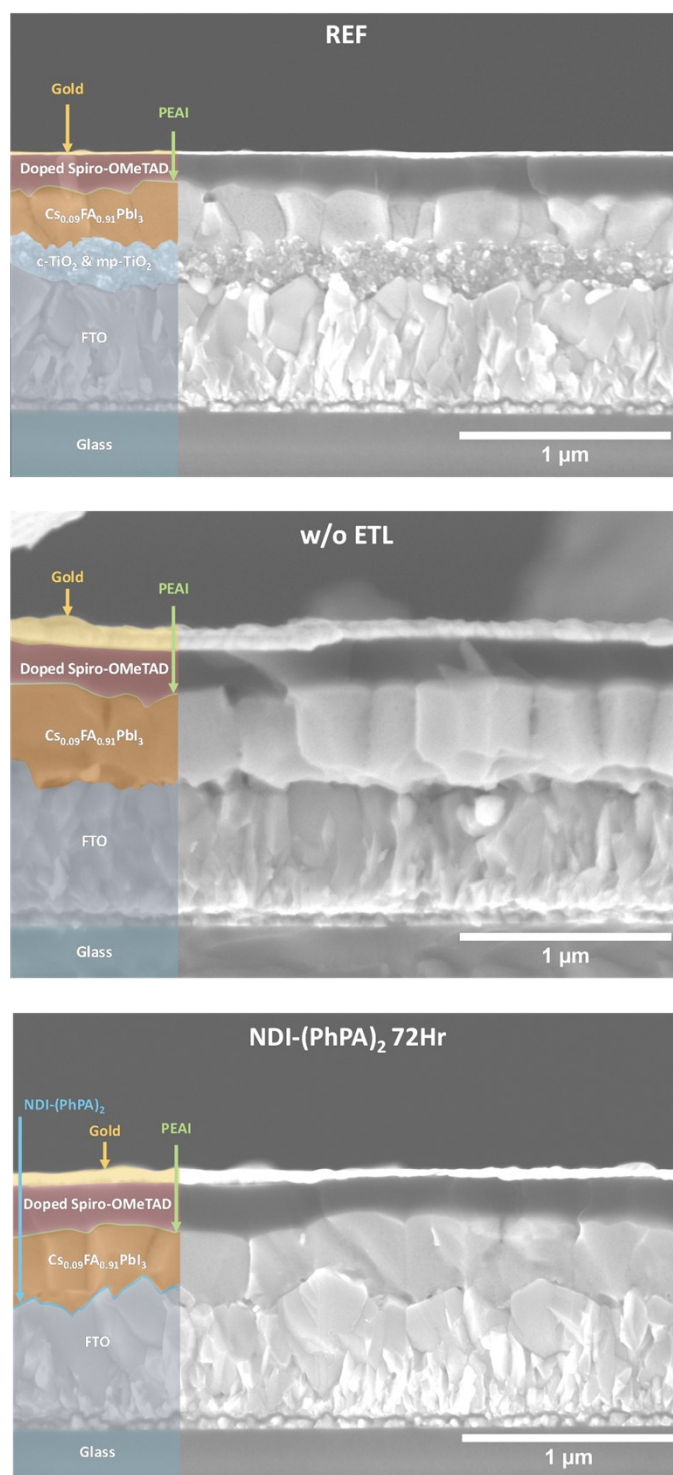 REF
Gold
PEAI
Doped Spiro-OMeTAD
Cs₀.₀₉FA₀.₉₁PbI₃
c-TiO₂ & mp-TiO₂
FTO
Glass
1 µm
w/o ETL
Gold
PEAI
Doped Spiro-OMeTAD
Cs₀.₀₉FA₀.₉₁PbI₃
FTO
Glass
1 µm
NDI-(PhPA)₂ 72Hr
NDI-(PhPA)₂
Gold
PEAI
Doped Spiro-OMeTAD
Cs₀.₀₉FA₀.₉₁PbI₃
FTO
Glass
1 µm